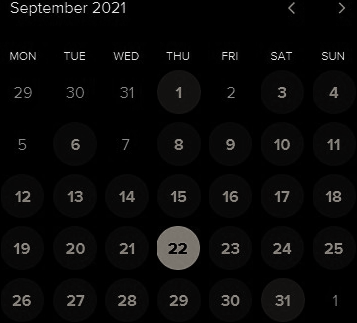 September 2021
MON TUE WED THU FRI SAT SUN
29 30 31 1 2 3 4
5 6 7 8 9 10 11
12 13 14 15 16 17 18
19 20 21 22 23 24 25
26 27 28 29 30 31 1